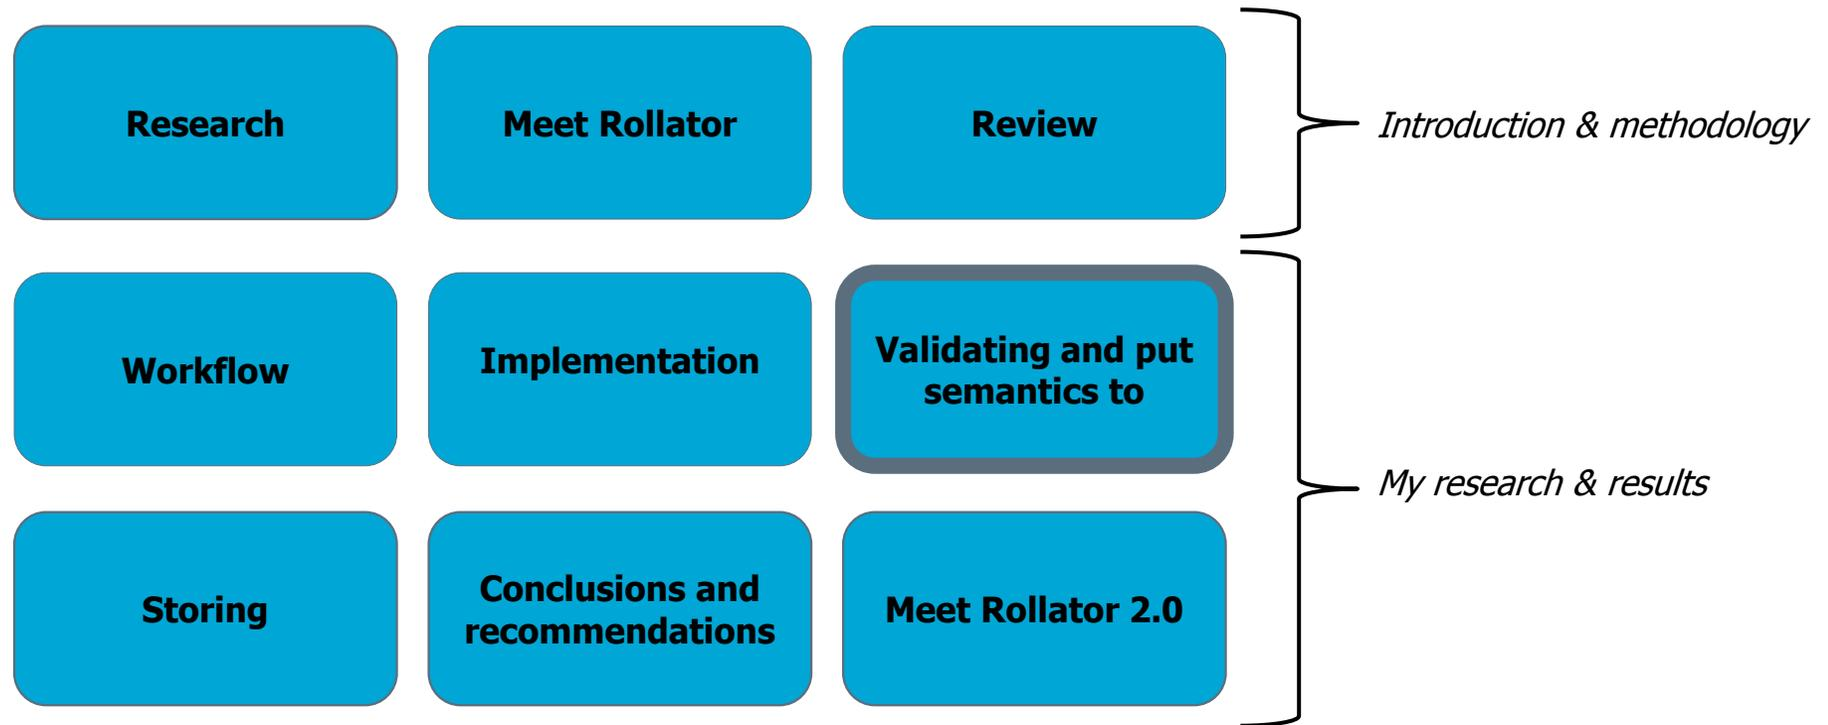 Research
Meet Rollator
Review
Introduction & methodology
Workflow
Implementation
Validating and put
semantics to
My research & results
Storing
Conclusions and
recommendations
Meet Rollator 2.0